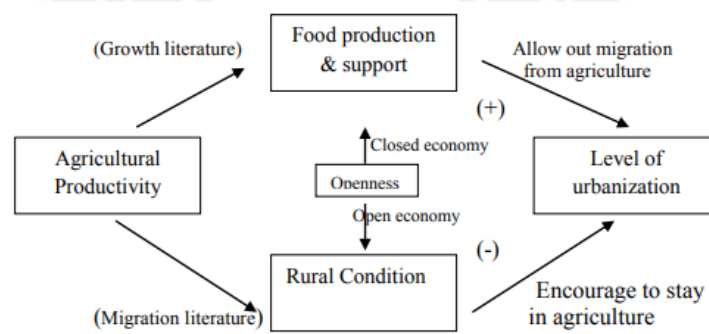 (Growth literature)
Food production
& support
Allow out migration
from agriculture
(+)
Agricultural
Productivity
Closed economy
Openness
Open economy
Level of
urbanization
(-)
Rural Condition
(Migration literature)
Encourage to stay
in agriculture